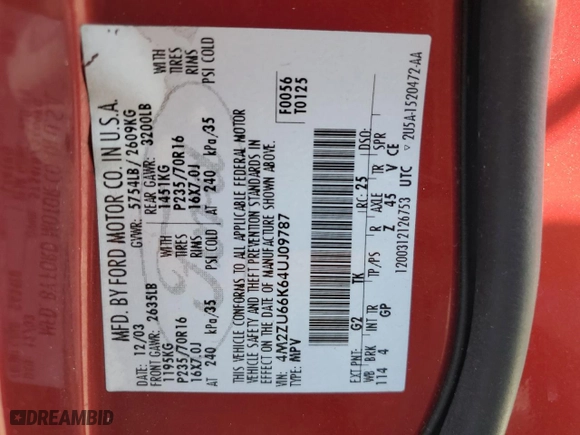 MFD. BY FORD MOTOR CO. IN U.S.A.
DATE: 12/03 GVWR: 5754LB / 2609KG
FRONT GAWR: 2635LB REAR GAWR: 3200LB
1195KG WITH 1451KG WITH
P235/70R16 TIRES P235/70R16 TIRES
16X7.0J RIMS 16X7.0J RIMS
AT 240 kPa/35 PSI COLD AT 240 kPa/35 PSI COLD
THIS VEHICLE CONFORMS TO ALL APPLICABLE FEDERAL MOTOR
VEHICLE SAFETY AND THEFT PREVENTION STANDARDS IN
EFFECT ON THE DATE OF MANUFACTURE SHOWN ABOVE.
F0056
T0125
4M2ZU66K64UJ09787
TYPE: MPV
EXT PNT: G2 TK RC: 25 DSO:
WB BRK INT TR TP/PS R AXLE TR SPR
114 4 GP Z 45 V CE
1200312126753 UTC
▽ 2U5A-1520472-AA
Ford
DREAMBID